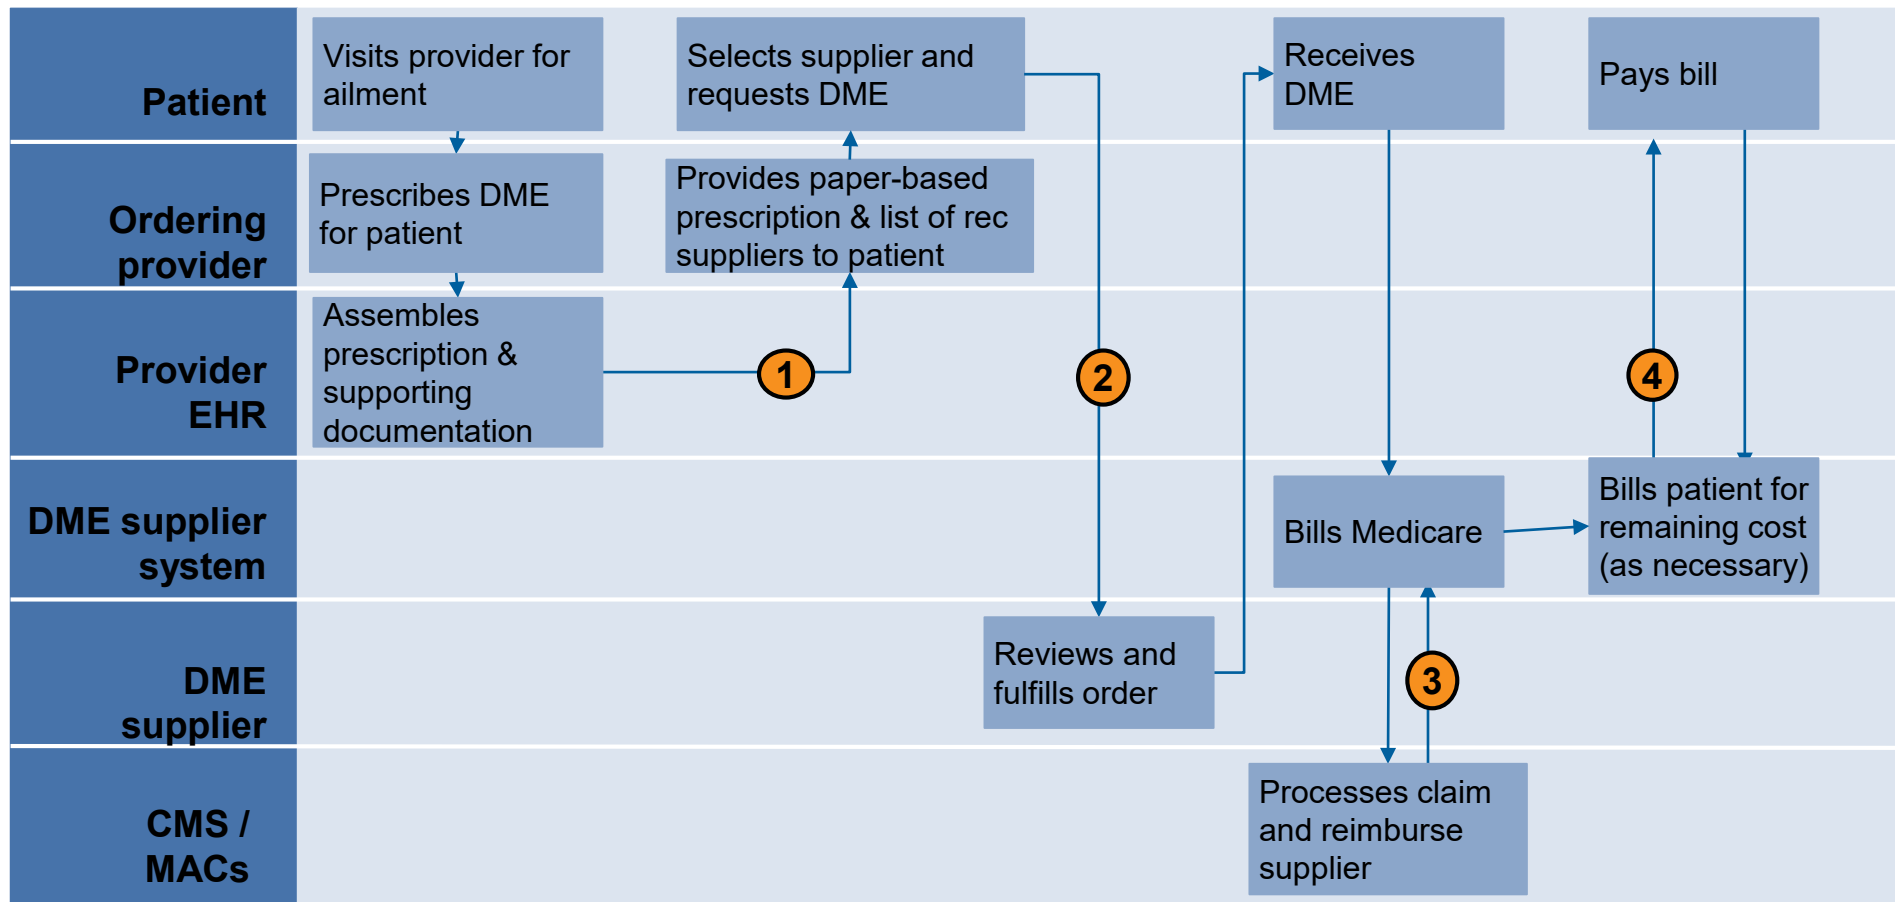 Patient
Visits provider for
ailment
Selects supplier and
requests DME
Receives
DME
Pays bill
Ordering
provider
Prescribes DME
for patient
Provides paper-based
prescription & list of rec
suppliers to patient
Provider
EHR
Assembles
prescription &
supporting
documentation
1
2
4
DME supplier
system
Bills Medicare
Bills patient for
remaining cost
(as necessary)
DME
supplier
Reviews and
fulfills order
3
CMS /
MACs
Processes claim
and reimburse
supplier